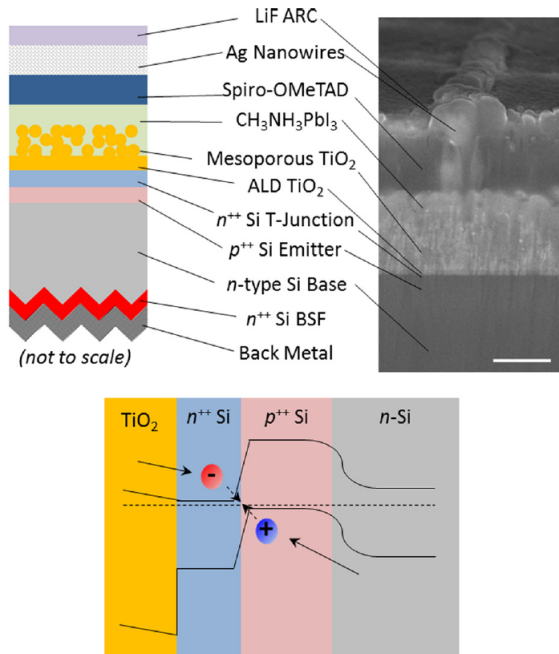 LiF ARC
Ag Nanowires
Spiro-OMeTAD
CH₃NH₃PbI₃
Mesoporous TiO₂
ALD TiO₂
n⁺⁺ Si T-Junction
p⁺⁺ Si Emitter
n-type Si Base
n⁺⁺ Si BSF
Back Metal
(not to scale)
TiO₂ n⁺⁺ Si p⁺⁺ Si n-Si
-
+